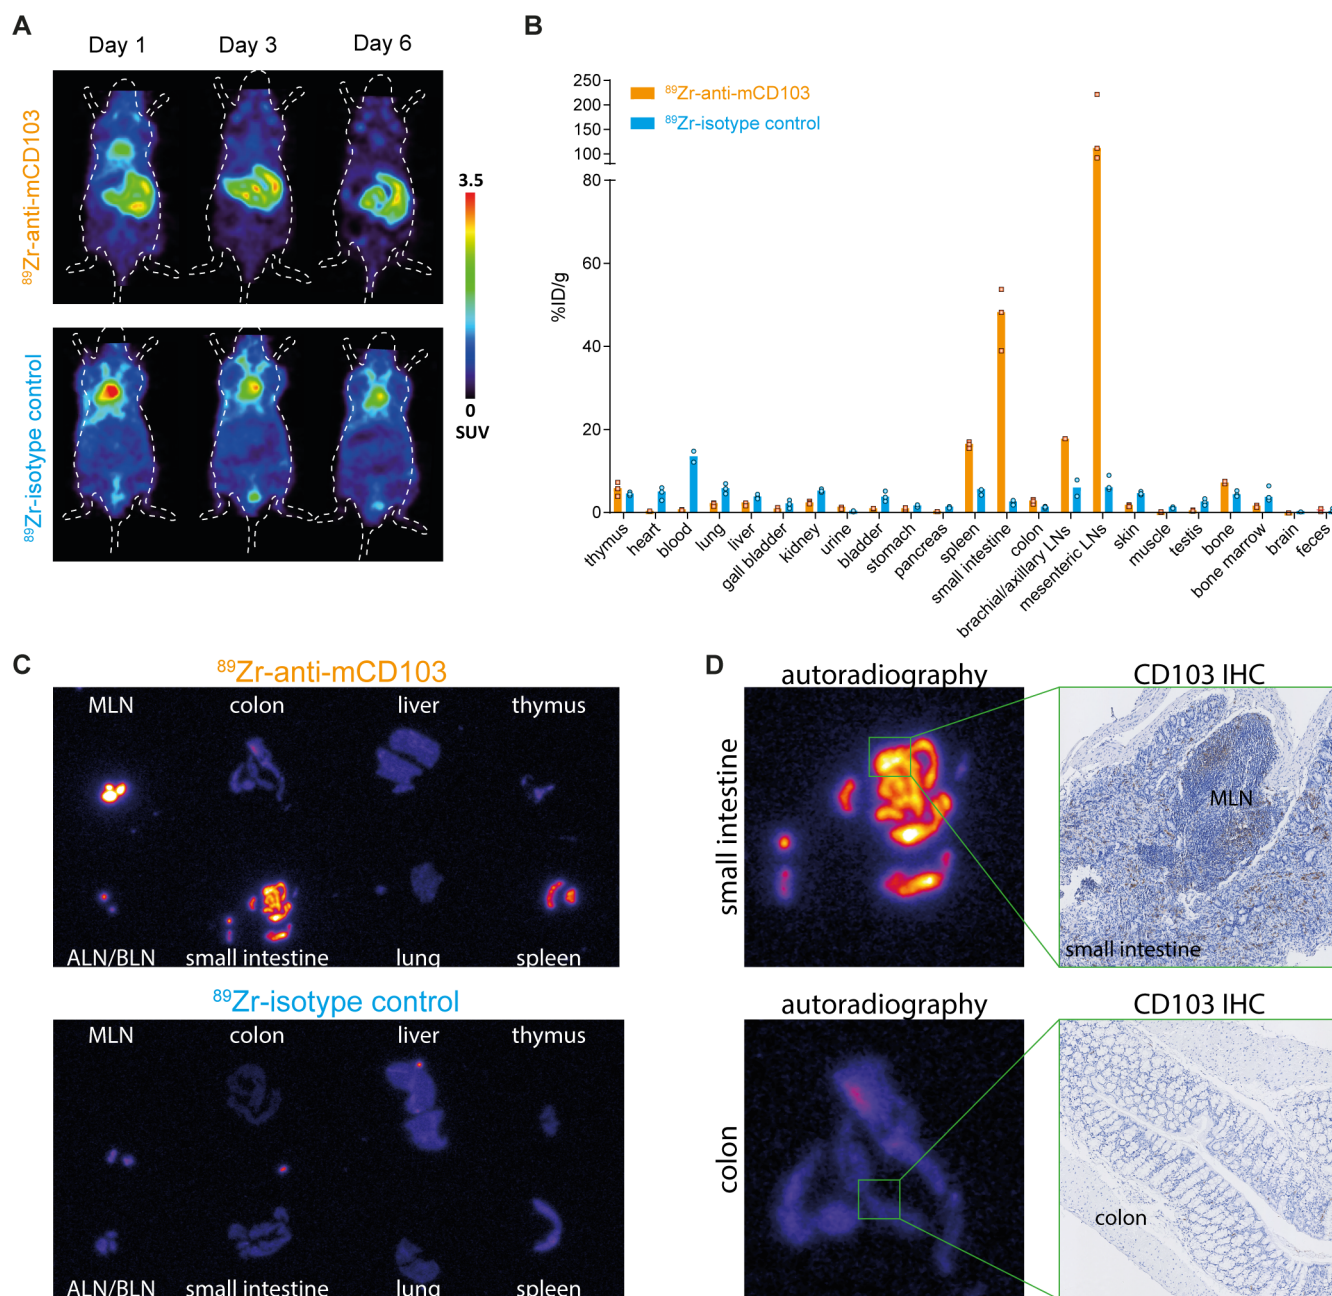 A
Day 1
Day 3
Day 6
89Zr-anti-mCD103
89Zr-isotype control
3.5
0
SUV
B
89Zr-anti-mCD103
89Zr-isotype control
%ID/g
250
200
150
100
80
60
40
20
0
thymus
heart
blood
lung
liver
gall bladder
kidney
urine
bladder
stomach
pancreas
spleen
small intestine
colon
brachial/axillary LNs
mesenteric LNs
skin
muscle
testis
bone
bone marrow
brain
feces
C
89Zr-anti-mCD103
MLN colon liver thymus
ALN/BLN small intestine lung spleen
89Zr-isotype control
MLN colon liver thymus
ALN/BLN small intestine lung spleen
D
autoradiography
CD103 IHC
small intestine
MLN
small intestine
autoradiography
CD103 IHC
colon
colon